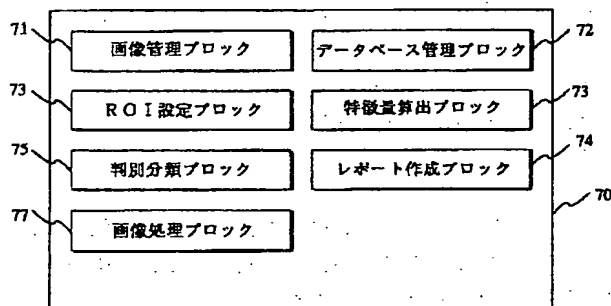 71 画像管理ブロック データベース管理ブロック 72
73 ROI設定ブロック 特徴量算出ブロック 73
75 判別分類ブロック レポート作成ブロック 74
77 画像処理ブロック 70